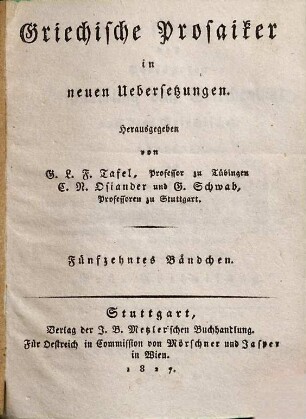 Griechische Prosaiker
in
neuen Uebersetzungen.
Herausgegeben
von
G. L. F. Tafel, Professor zu Tübingen
C. N. Osiander und G. Schwab,
Professoren zu Stuttgart.
Fünfzehntes Bändchen.
Stuttgart,
Verlag der J. B. Metzler'schen Buchhandlung.
Für Oestreich in Commission von Mörschner und Jasper
in Wien.
1827.